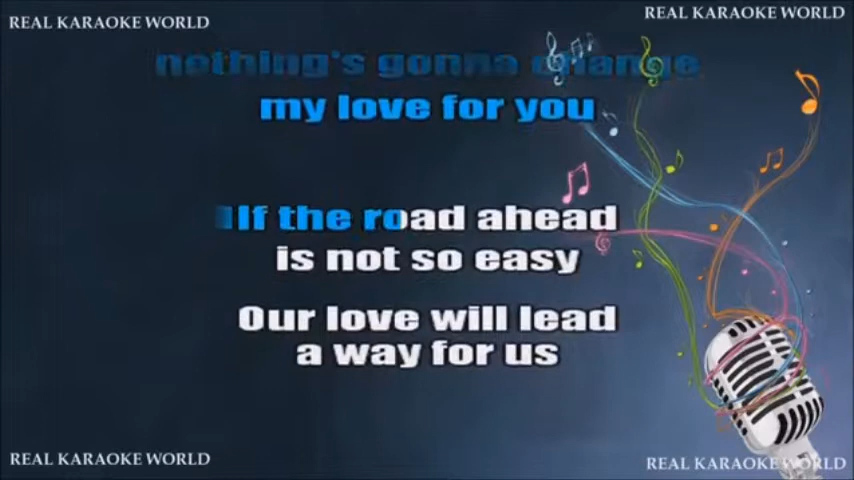 REAL KARAOKE WORLD
REAL KARAOKE WORLD
nothing's gonna change
my love for you
If the road ahead
is not so easy
Our love will lead
a way for us
REAL KARAOKE WORLD
REAL KARAOKE WORLD